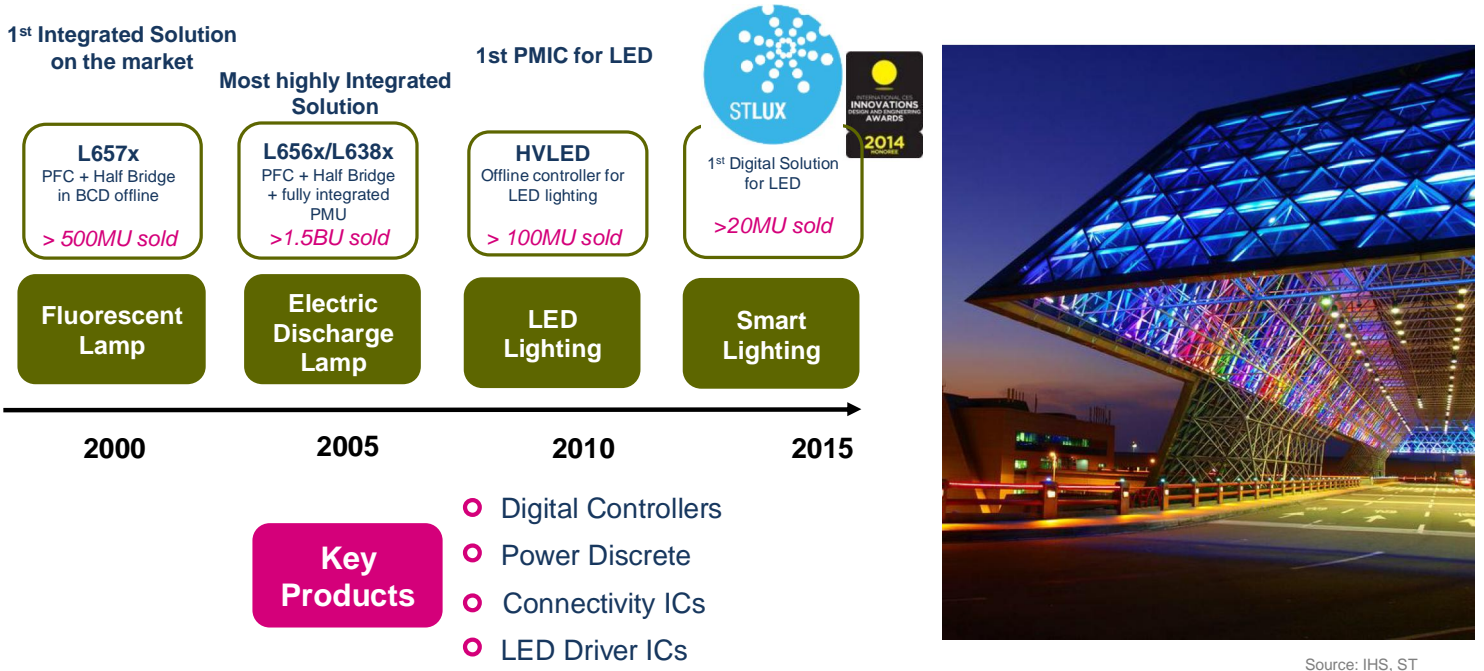 1st Integrated Solution
on the market
L657x
PFC + Half Bridge
in BCD offline
> 500MU sold
Fluorescent
Lamp
Most highly Integrated
Solution
L656x/L638x
PFC + Half Bridge
+ fully integrated
PMU
>1.5BU sold
Electric
Discharge
Lamp
1st PMIC for LED
HVLED
Offline controller for
LED lighting
> 100MU sold
LED
Lighting
STLUX
INTERNATIONAL CES
INNOVATIONS
DESIGN AND ENGINEERING
AWARDS
2014
HONOREE
1st Digital Solution
for LED
>20MU sold
Smart
Lighting
2000
2005
2010
2015
Key
Products
Digital Controllers
Power Discrete
Connectivity ICs
LED Driver ICs
Source: IHS, ST